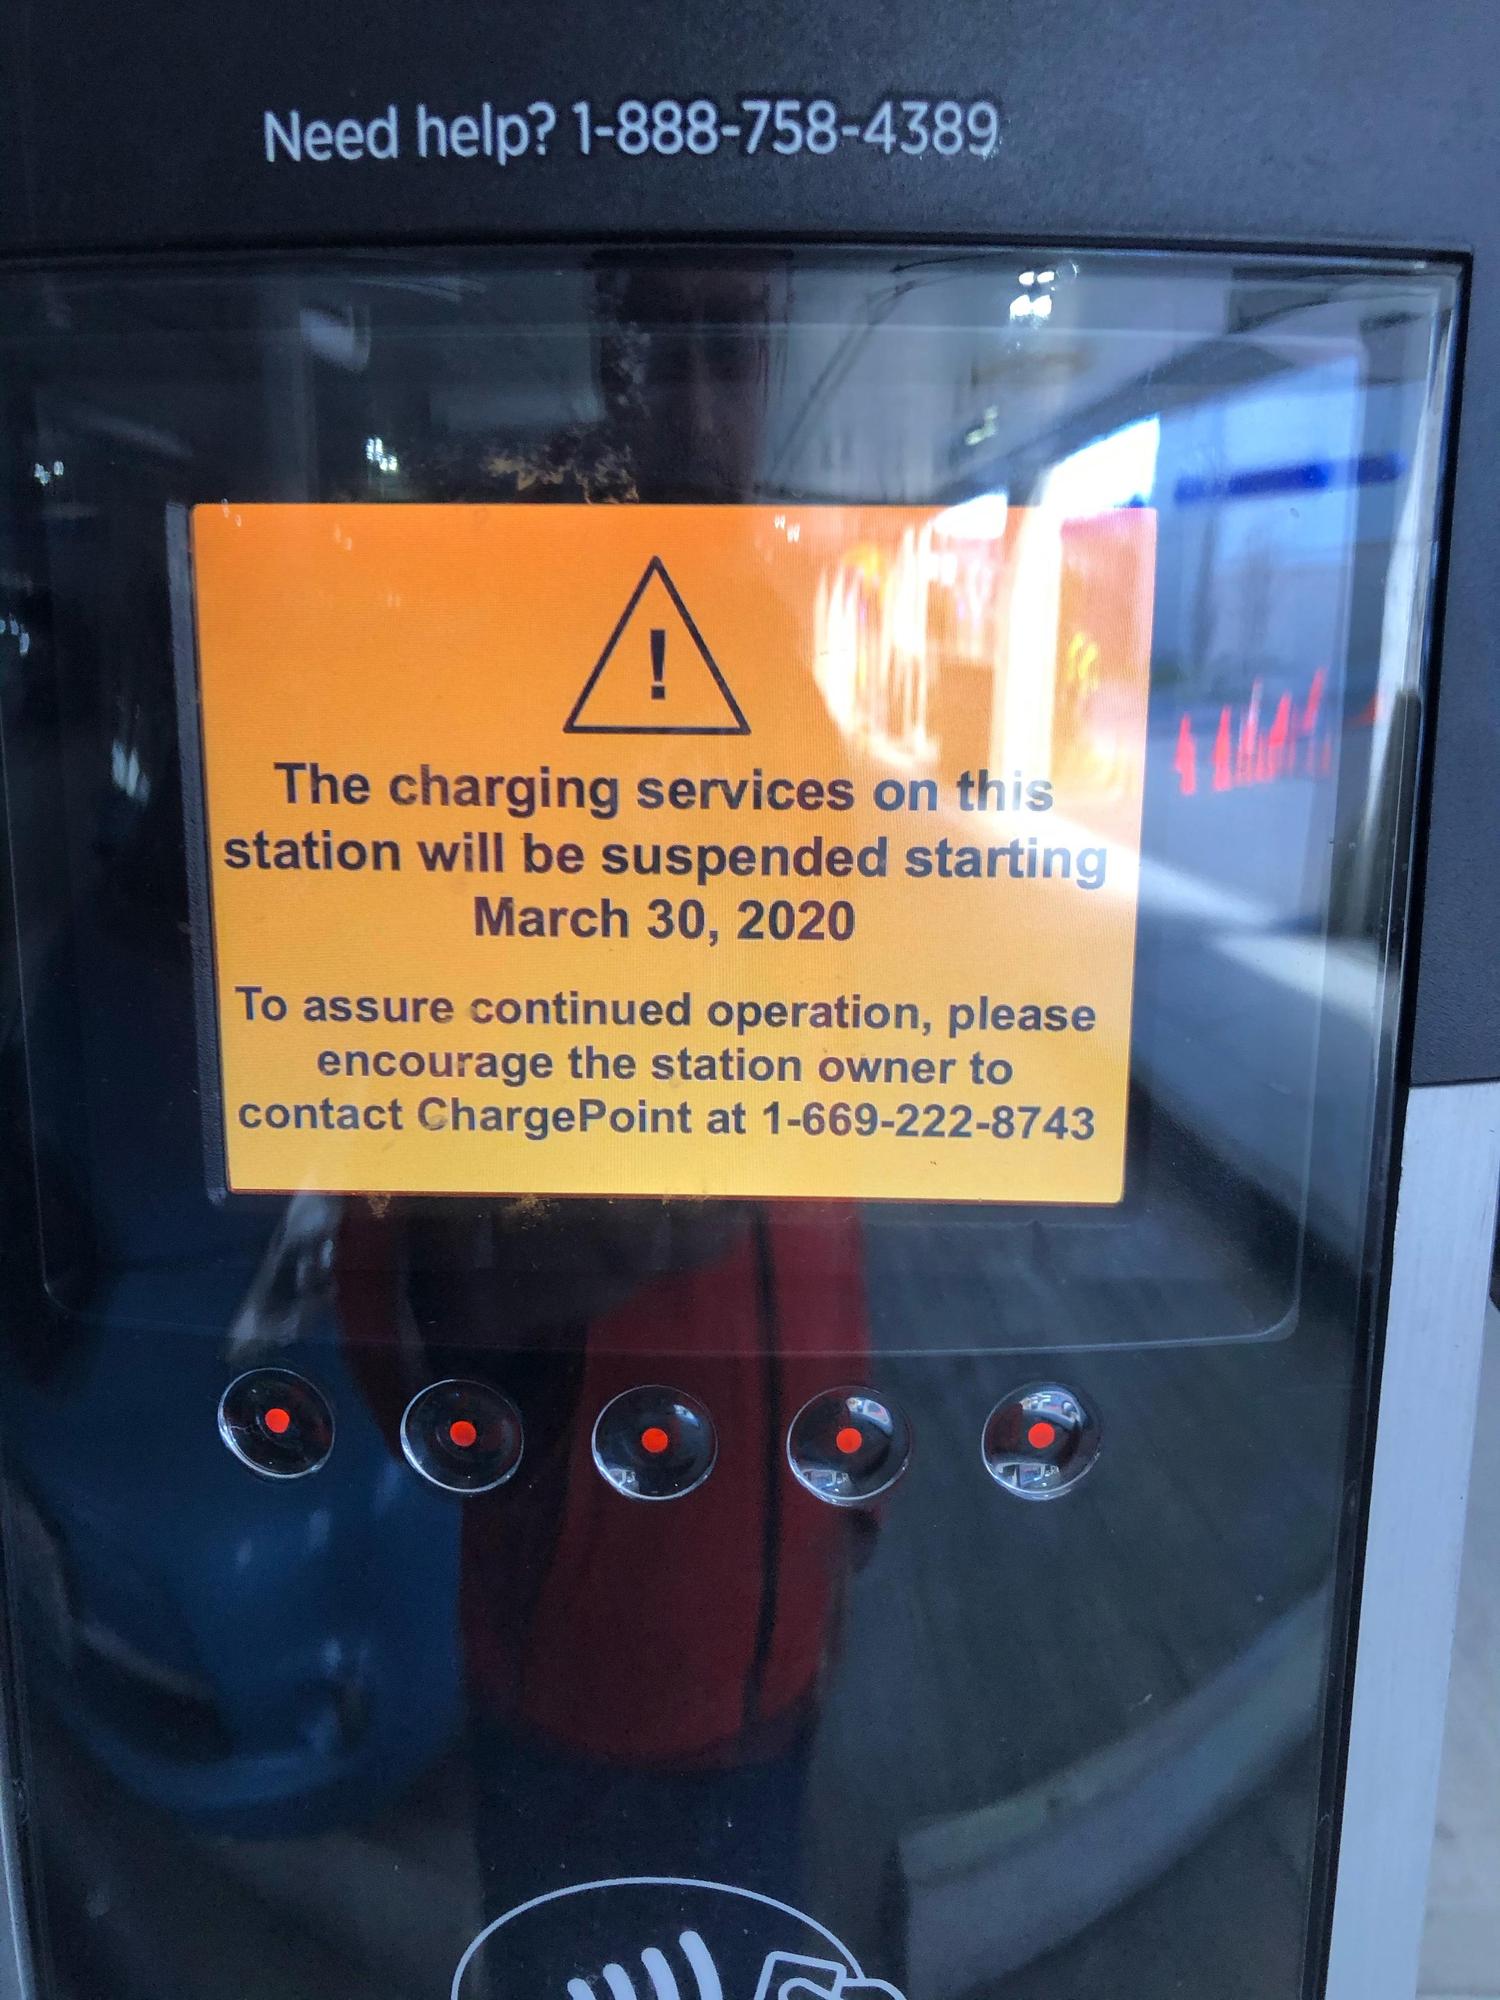 Need help? 1-888-758-4389
!
The charging services on this
station will be suspended starting
March 30, 2020
To assure continued operation, please
encourage the station owner to
contact ChargePoint at 1-669-222-8743